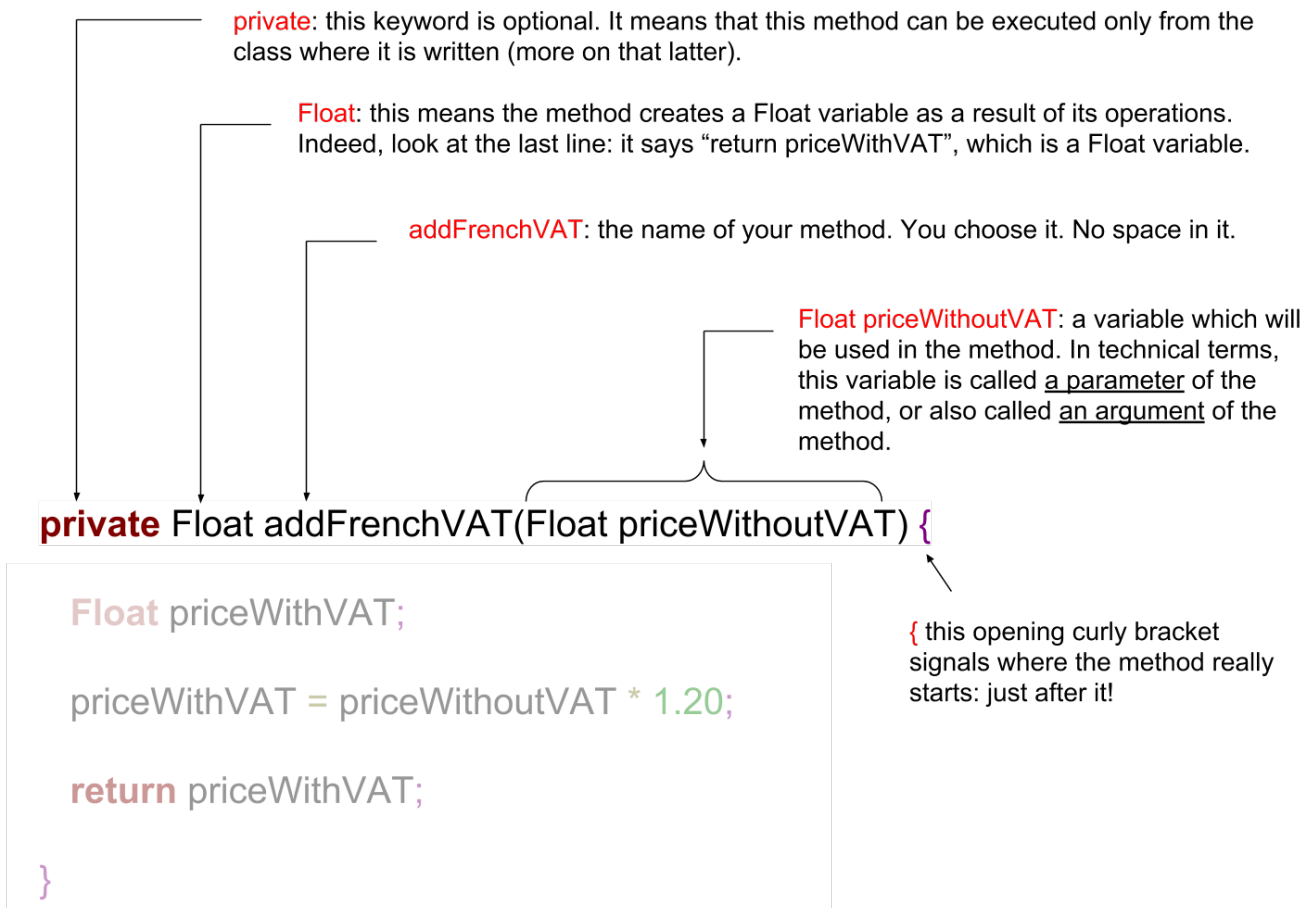 private: this keyword is optional. It means that this method can be executed only from the
class where it is written (more on that latter).
Float: this means the method creates a Float variable as a result of its operations.
Indeed, look at the last line: it says “return priceWithVAT”, which is a Float variable.
addFrenchVAT: the name of your method. You choose it. No space in it.
Float priceWithoutVAT: a variable which will
be used in the method. In technical terms,
this variable is called a parameter of the
method, or also called an argument of the
method.
private Float addFrenchVAT(Float priceWithoutVAT) {
Float priceWithVAT;
priceWithVAT = priceWithoutVAT * 1.20;
return priceWithVAT;
}
{ this opening curly bracket
signals where the method really
starts: just after it!